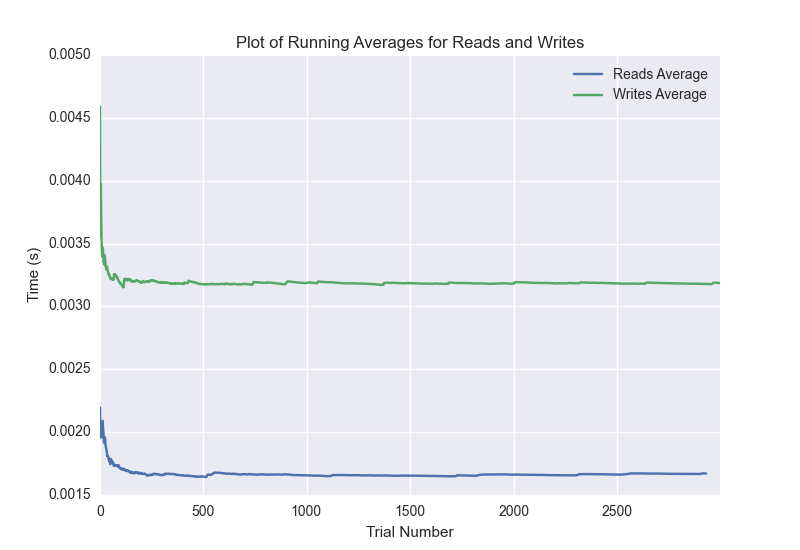 Plot of Running Averages for Reads and Writes
0.0050
0.0045
0.0040
0.0035
0.0030
0.0025
0.0020
0.0015
Time (s)
Reads Average
Writes Average
0 500 1000 1500 2000 2500
Trial Number